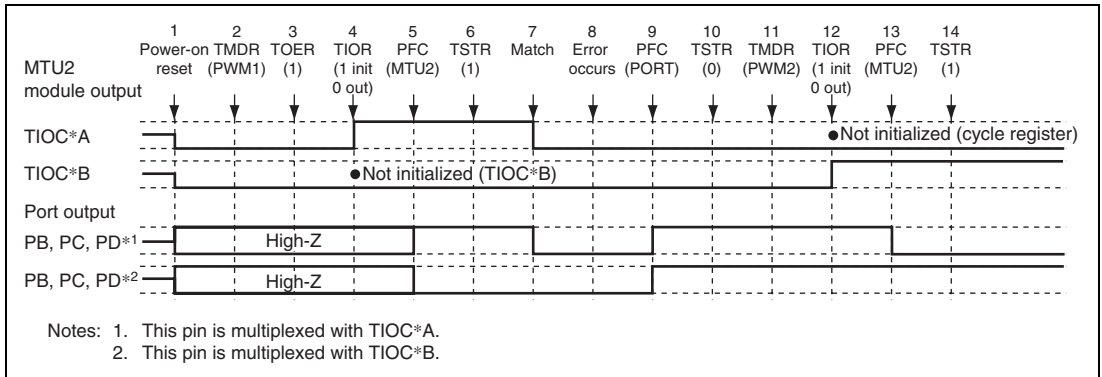 1 2 3 4 5 6 7 8 9 10 11 12 13 14
Power-on TMDR TOER TIOR PFC TSTR Match Error PFC TSTR TMDR TIOR PFC TSTR
MTU2 reset (PWM1) (1) (1 init (MTU2) (1) occurs (PORT) (0) (PWM2) (1 init (MTU2) (1)
module output 0 out) 0 out)
TIOC*A ●Not initialized (cycle register)
TIOC*B ●Not initialized (TIOC*B)
Port output
PB, PC, PD*1 High-Z
PB, PC, PD*2 High-Z
Notes: 1. This pin is multiplexed with TIOC*A.
2. This pin is multiplexed with TIOC*B.